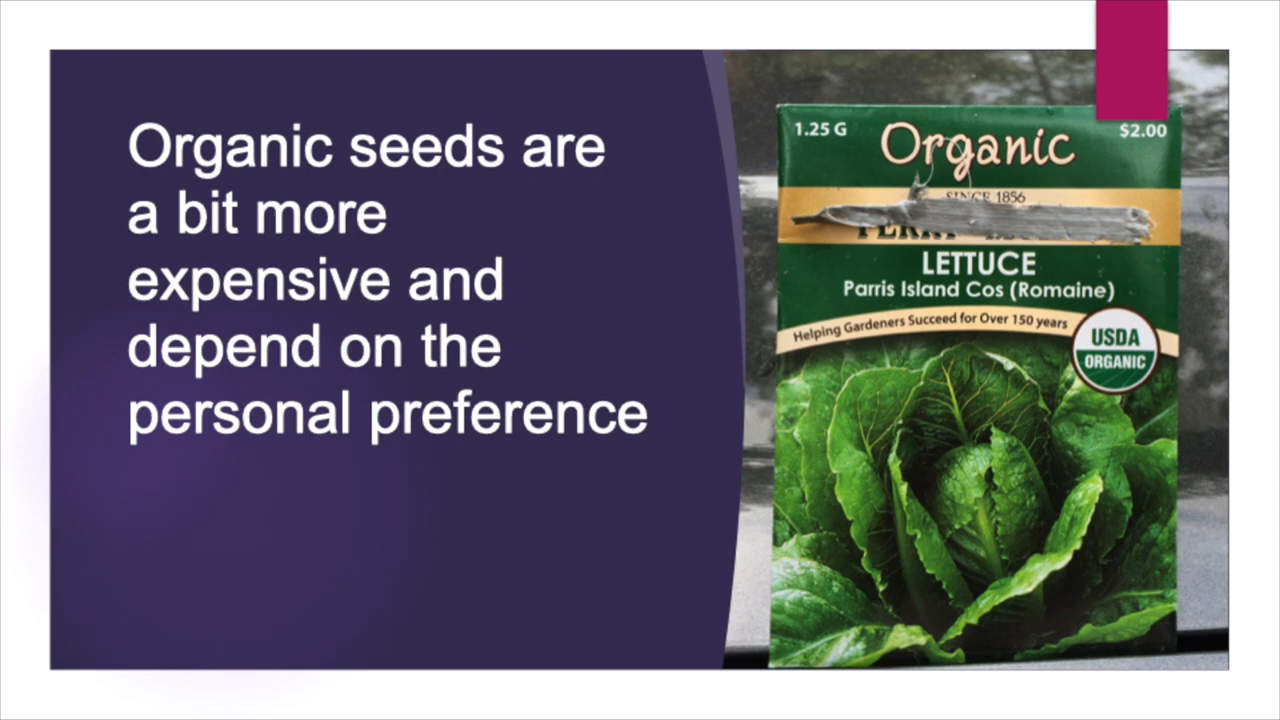 Organic seeds are
a bit more
expensive and
depend on the
personal preference
1.25 G
Organic
$2.00
SINCE 1856
LETTUCE
Parris Island Cos (Romaine)
Helping Gardeners Succeed for Over 150 years
USDA
ORGANIC